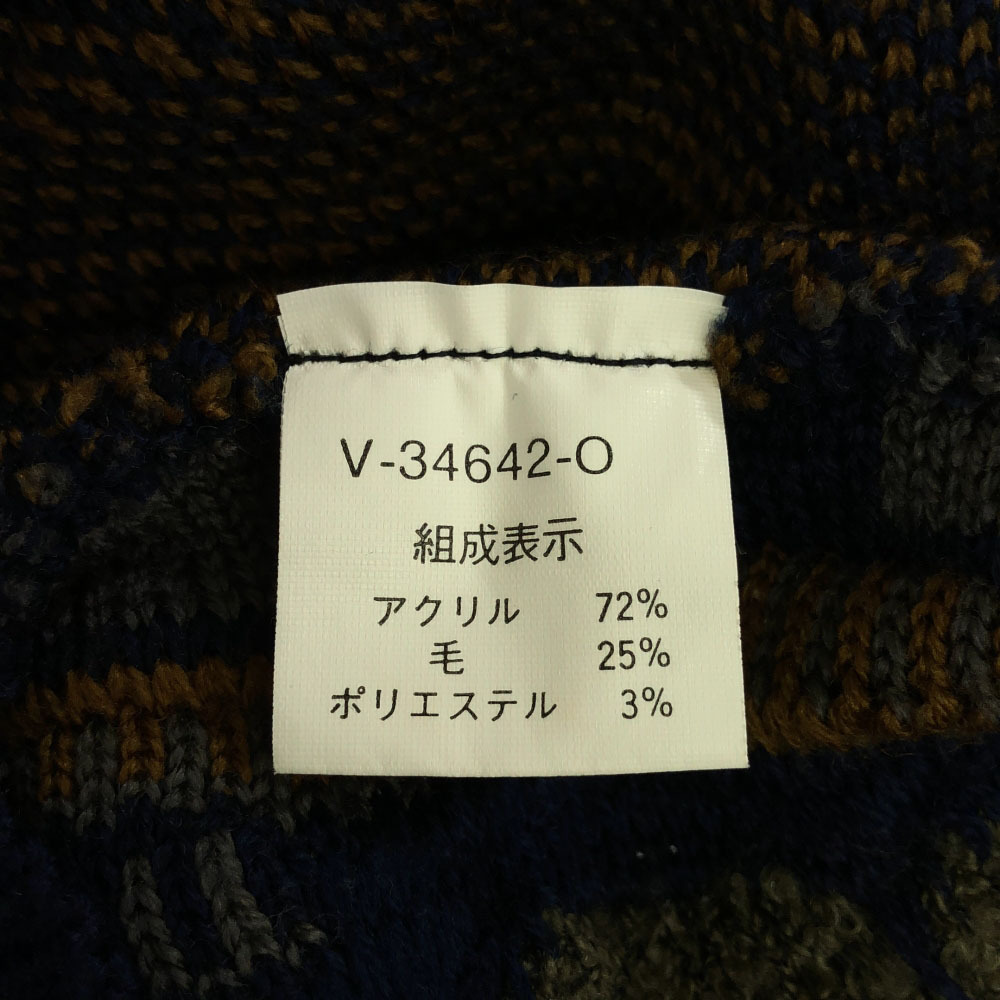 V-34642-O
組成表示
アクリル 72%
毛 25%
ポリエステル 3%